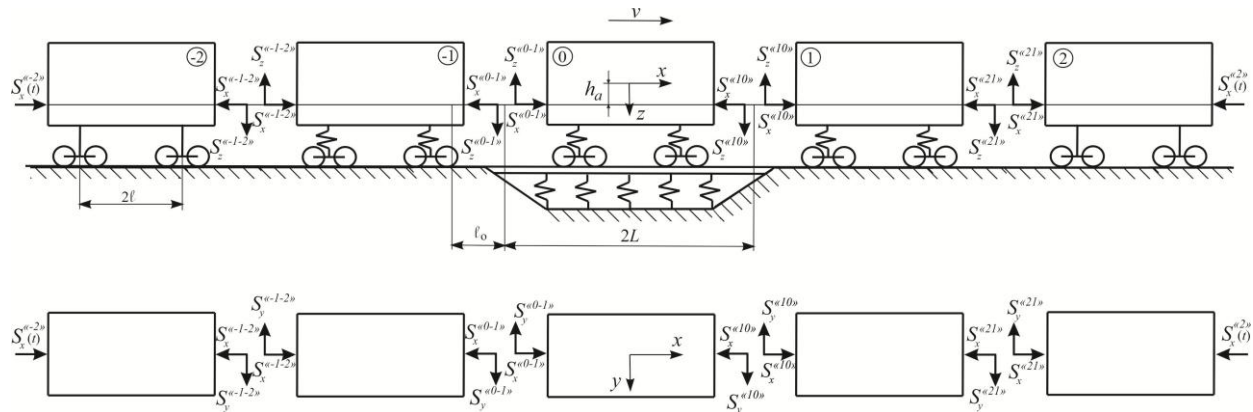 v
-2 -1 0 1 2
S_z^{«-1-2»} S_z^{«-1-2»} S_z^{«0-1»} S_z^{«10»} S_z^{«21»}
S_x^{«-2»}(t) S_x^{«-1-2»} S_x^{«0-1»} h_a x z S_x^{«10»} S_x^{«21»} S_x^{«2»}(t)
S_x^{«-1-2»} S_x^{«0-1»} S_x^{«10»} S_x^{«21»}
S_z^{«-1-2»} S_z^{«0-1»} S_z^{«10»} S_z^{«21»}
2ℓ ℓ_o 2L
S_y^{«-1-2»} S_y^{«0-1»} S_y^{«10»} S_y^{«21»}
S_x^{«-2»}(t) S_x^{«-1-2»} S_x^{«0-1»} x S_x^{«10»} S_x^{«21»} S_x^{«2»}(t)
S_x^{«-1-2»} S_x^{«0-1»} y S_x^{«10»} S_x^{«21»}
S_y^{«-1-2»} S_y^{«0-1»} S_y^{«10»} S_y^{«21»}